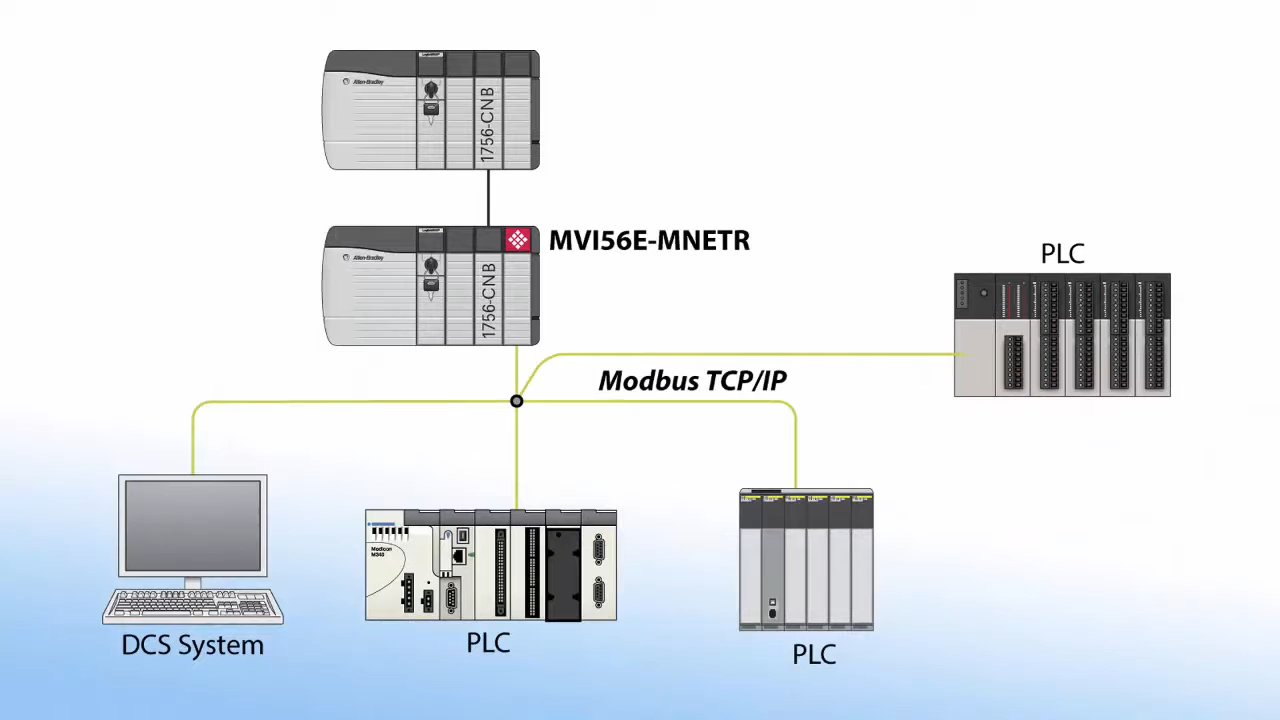 Allen-Bradley
1756-CNB
MVI56E-MNETR
Allen-Bradley
1756-CNB
PLC
Modbus TCP/IP
Modicon
M340
DCS System
PLC
PLC